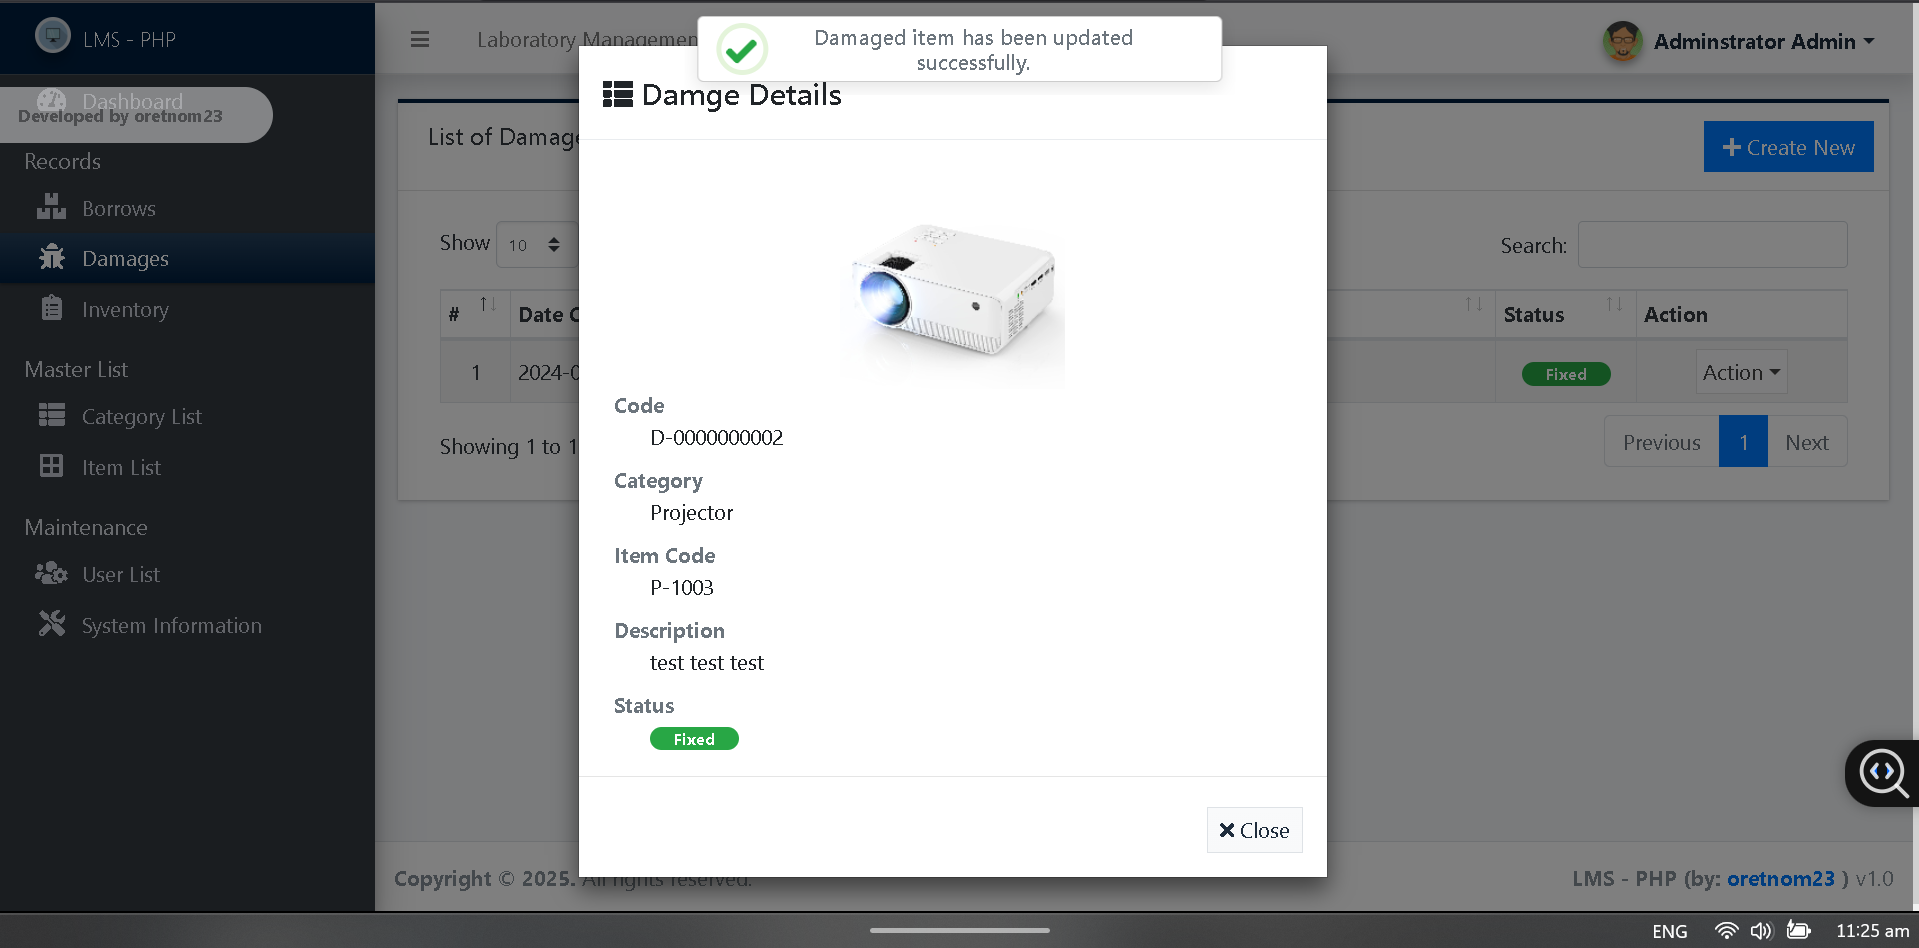 LMS - PHP
Laboratory Managemen
Damaged item has been updated
successfully.
Adminstrator Admin
Dashboard
Developed by oretnom23
Records
Borrows
Damages
Inventory
Master List
Category List
Item List
Maintenance
User List
System Information
List of Damage
Create New
Show 10
Search:
# Date C Status Action
1 2024-0 Fixed Action
Showing 1 to 1
Previous 1 Next
Damge Details
Code
D-0000000002
Category
Projector
Item Code
P-1003
Description
test test test
Status
Fixed
Close
Copyright © 2025. All rights reserved.
LMS - PHP (by: oretnom23 ) v1.0
ENG 11:25 am